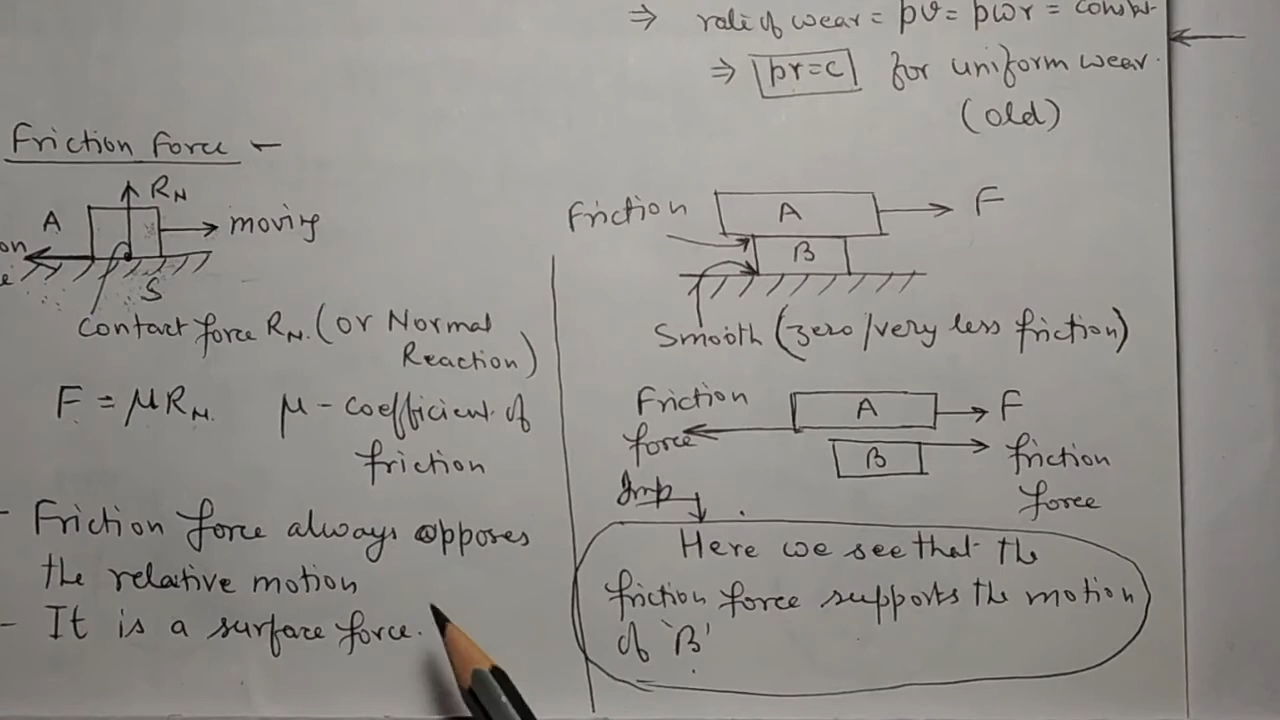 ⇒ rate of wear = pv = pωr = const.
⇒ pr=c for uniform wear.
(old)
Friction Force -
RN
A
moving
on
e
S
Contact force RN. (or Normal
Reaction)
F = μRN. μ - coefficient of
friction
- Friction force always opposes
the relative motion
- It is a surface force.
Friction
A
F
B
Smooth (zero/very less friction)
Friction
force
A
F
B
friction
force
Imp
Here we see that the
friction force supports the motion
of 'B'